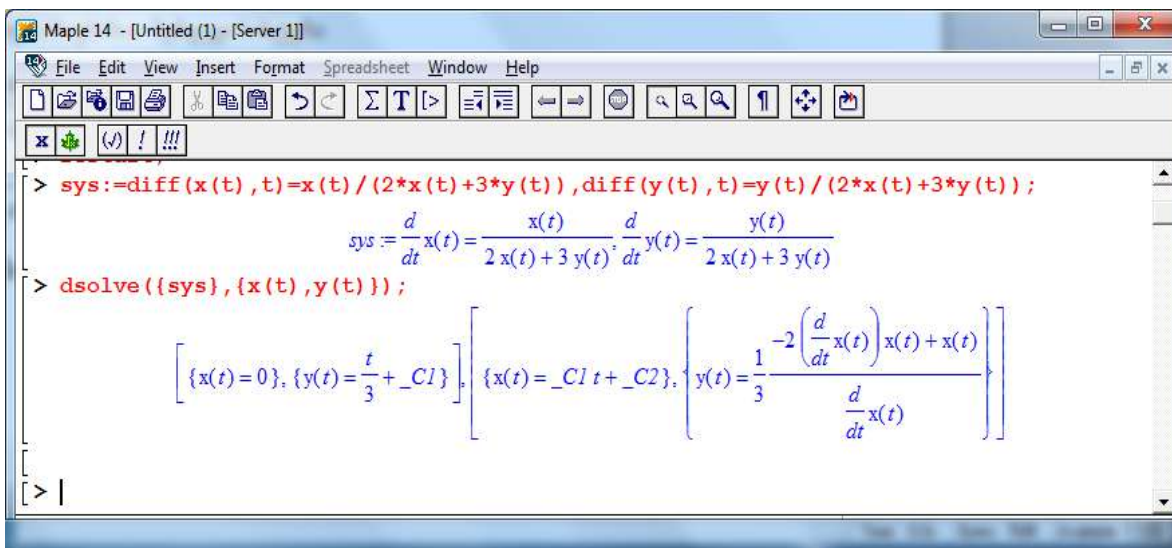 Maple 14 - [Untitled (1) - [Server 1]]
File Edit View Insert Format Spreadsheet Window Help
> sys:=diff(x(t),t)=x(t)/(2*x(t)+3*y(t)),diff(y(t),t)=y(t)/(2*x(t)+3*y(t));
sys := d/dt x(t) = x(t)/(2 x(t) + 3 y(t)), d/dt y(t) = y(t)/(2 x(t) + 3 y(t))
> dsolve({sys},{x(t),y(t)});
[{x(t) = 0}, {y(t) = t/3 + _C1}], [{x(t) = _C1 t + _C2}, {y(t) = 1/3 (-2 (d/dt x(t)) x(t) + x(t))/(d/dt x(t))}]
>